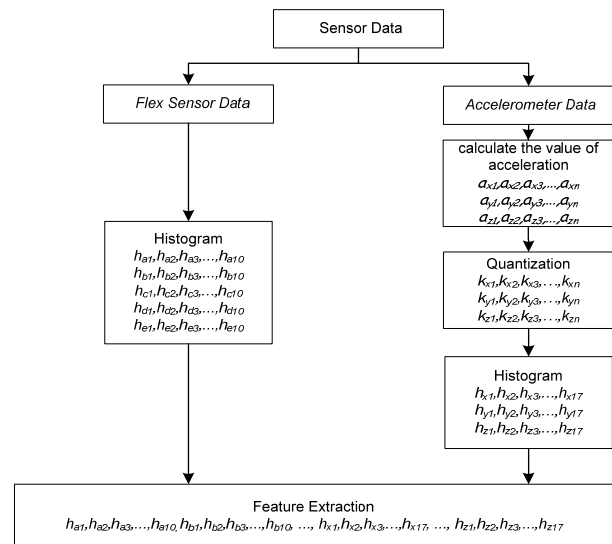 Sensor Data
Flex Sensor Data
Accelerometer Data
calculate the value of
acceleration
ax1,ax2,ax3,...,axn
ay1,ay2,ay3,...,ayn
az1,az2,az3,...,azn
Histogram
ha1,ha2,ha3,...,ha10
hb1,hb2,hb3,...,hb10
hc1,hc2,hc3,...,hc10
hd1,hd2,hd3,...,hd10
he1,he2,he3,...,he10
Quantization
kx1,kx2,kx3,...,kxn
ky1,ky2,ky3,...,kyn
kz1,kz2,kz3,...,kzn
Histogram
hx1,hx2,hx3,...,hx17
hy1,hy2,hy3,...,hy17
hz1,hz2,hz3,...,hz17
Feature Extraction
ha1,ha2,ha3,...,ha10,hb1,hb2,hb3,...,hb10, ..., hx1,hx2,hx3,...,hx17, ..., hz1,hz2,hz3,...,hz17